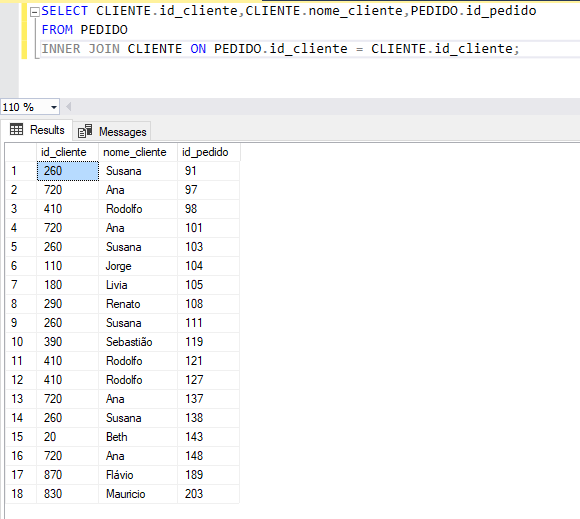 SELECT CLIENTE.id_cliente,CLIENTE.nome_cliente,PEDIDO.id_pedido
FROM PEDIDO
INNER JOIN CLIENTE ON PEDIDO.id_cliente = CLIENTE.id_cliente;
110 %
Results Messages
id_cliente nome_cliente id_pedido
1 260 Susana 91
2 720 Ana 97
3 410 Rodolfo 98
4 720 Ana 101
5 260 Susana 103
6 110 Jorge 104
7 180 Livia 105
8 290 Renato 108
9 260 Susana 111
10 390 Sebastião 119
11 410 Rodolfo 121
12 410 Rodolfo 127
13 720 Ana 137
14 260 Susana 138
15 20 Beth 143
16 720 Ana 148
17 870 Flávio 189
18 830 Mauricio 203